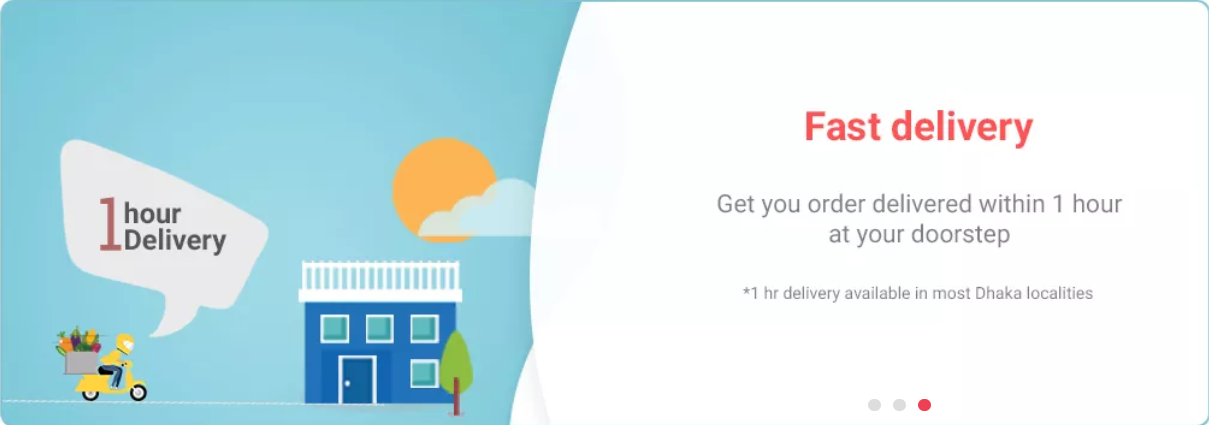 1 hour
Delivery
Fast delivery
Get you order delivered within 1 hour
at your doorstep
*1 hr delivery available in most Dhaka localities